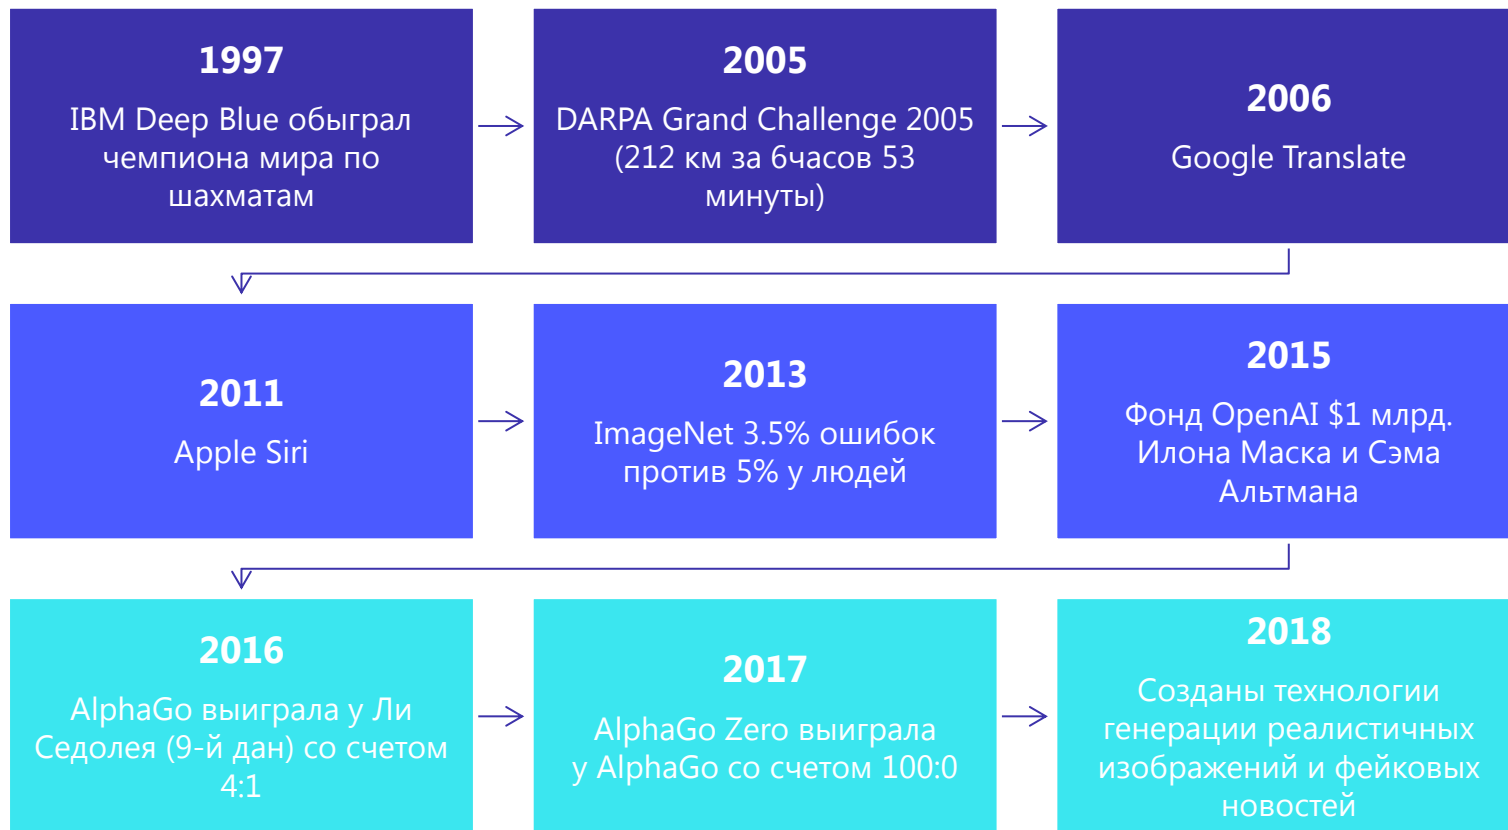 1997
IBM Deep Blue обыграл
чемпиона мира по
шахматам
2005
DARPA Grand Challenge 2005
(212 км за 6часов 53
минуты)
2006
Google Translate
2011
Apple Siri
2013
ImageNet 3.5% ошибок
против 5% у людей
2015
Фонд OpenAI $1 млрд.
Илона Маска и Сэма
Альтмана
2016
AlphaGo выиграла у Ли
Седолея (9-й дан) со счетом
4:1
2017
AlphaGo Zero выиграла
у AlphaGo со счетом 100:0
2018
Созданы технологии
генерации реалистичных
изображений и фейковых
новостей